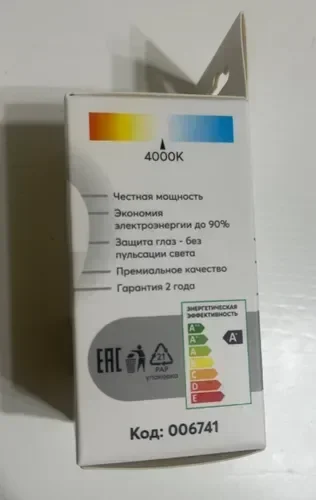 4000K
Честная мощность
Экономия
электроэнергии до 90%
Защита глаз - без
пульсации света
Премиальное качество
Гарантия 2 года
ЭНЕРГЕТИЧЕСКАЯ
ЭФФЕКТИВНОСТЬ
A
A
A
B
C
D
E
A
EAC
21
PAP
упаковка
Код: 006741